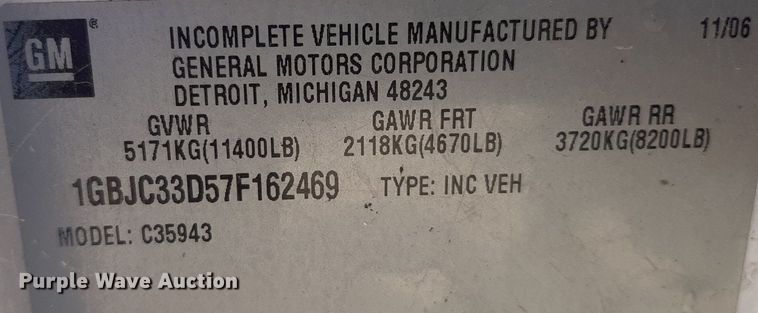 GM®
INCOMPLETE VEHICLE MANUFACTURED BY 11/06
GENERAL MOTORS CORPORATION
DETROIT, MICHIGAN 48243
GVWR GAWR FRT GAWR RR
5171KG(11400LB) 2118KG(4670LB) 3720KG(8200LB)
1GBJC33D57F162469 TYPE: INC VEH
MODEL: C35943
Purple Wave Auction